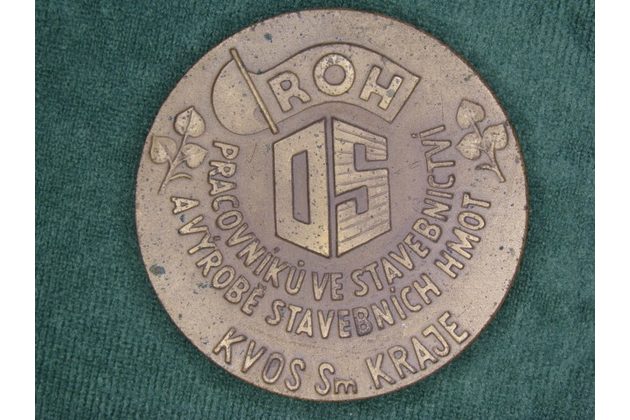 ROH
OS
PRACOVNÍKŮ VE STAVEBNICTVÍ
A VÝROBĚ STAVEBNÍCH HMOT
KVOS Sm KRAJE